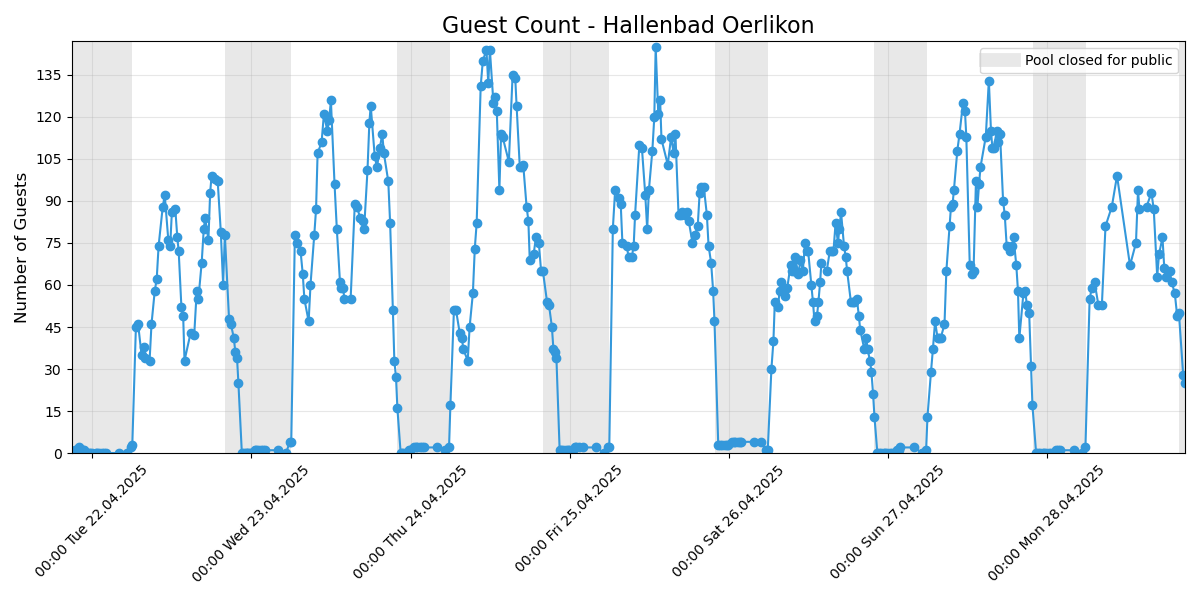 Guest Count - Hallenbad Oerlikon
Pool closed for public
Number of Guests
135
120
105
90
75
60
45
30
15
0
00:00 Tue 22.04.2025
00:00 Wed 23.04.2025
00:00 Thu 24.04.2025
00:00 Fri 25.04.2025
00:00 Sat 26.04.2025
00:00 Sun 27.04.2025
00:00 Mon 28.04.2025